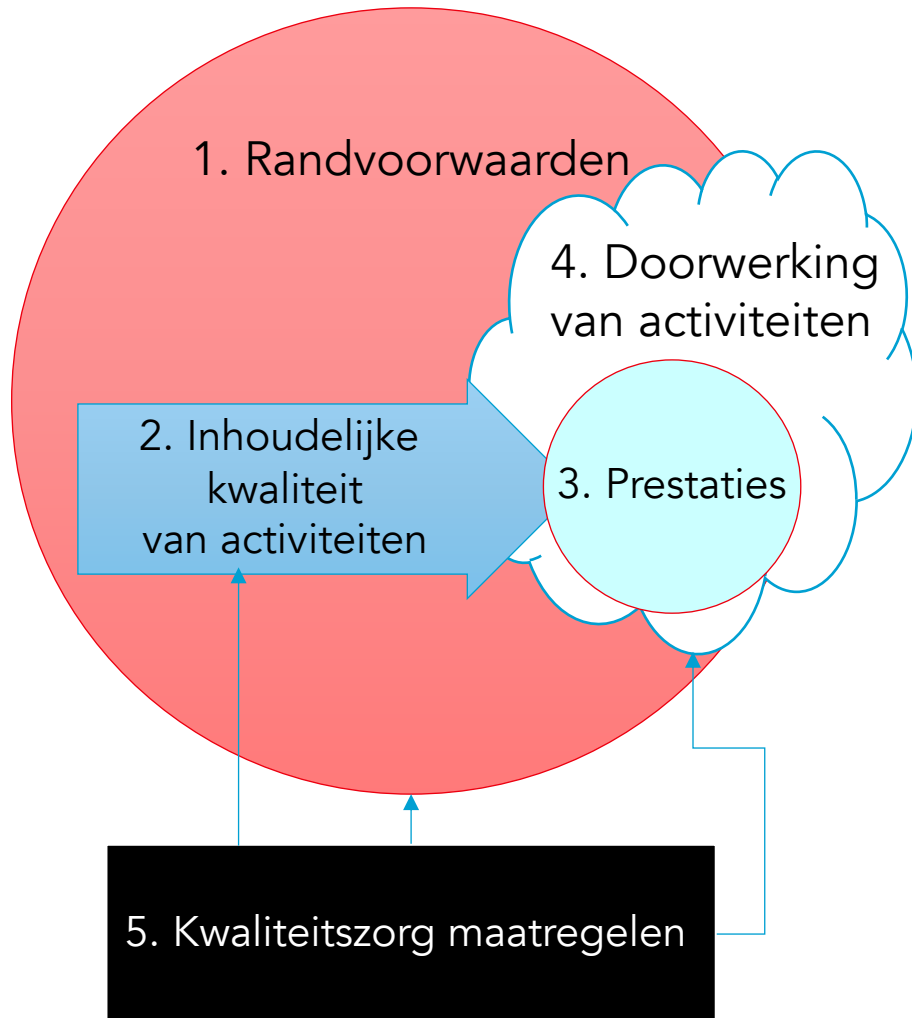 1. Randvoorwaarden
4. Doorwerking
van activiteiten
2. Inhoudelijke
kwaliteit
van activiteiten
3. Prestaties
5. Kwaliteitszorg maatregelen